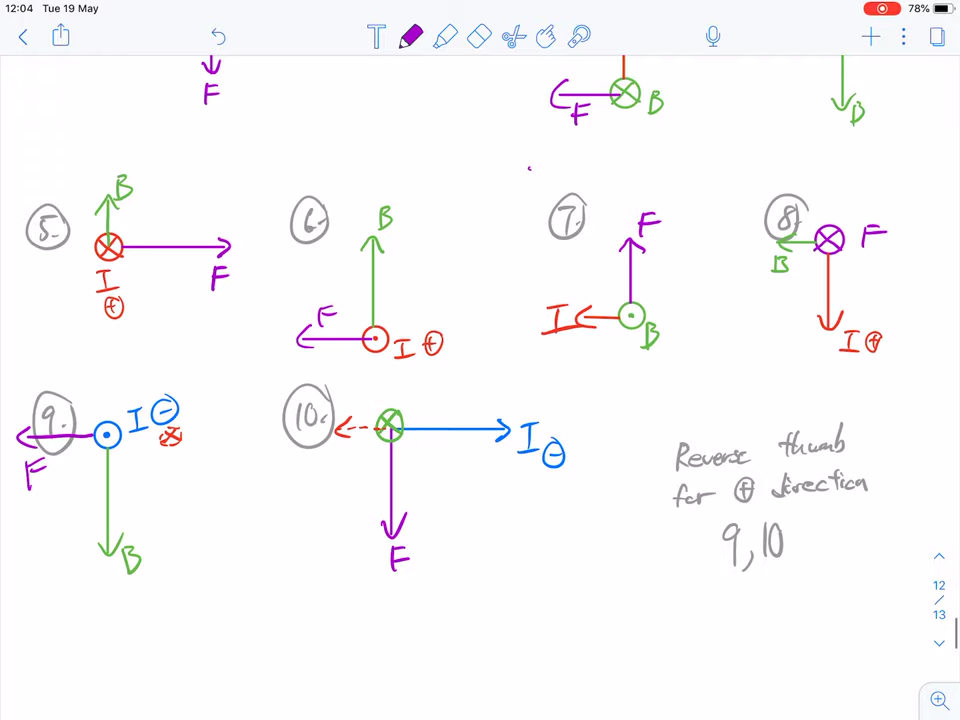 12:04 Tue 19 May
78%
T
F
F
B
B
5.
B
F
I
+
6.
B
F
I +
7.
F
I
B
8.
F
B
I +
9.
I -
F
B
10.
I
-
F
Reverse thumb
for + direction
9, 10
12
/
13